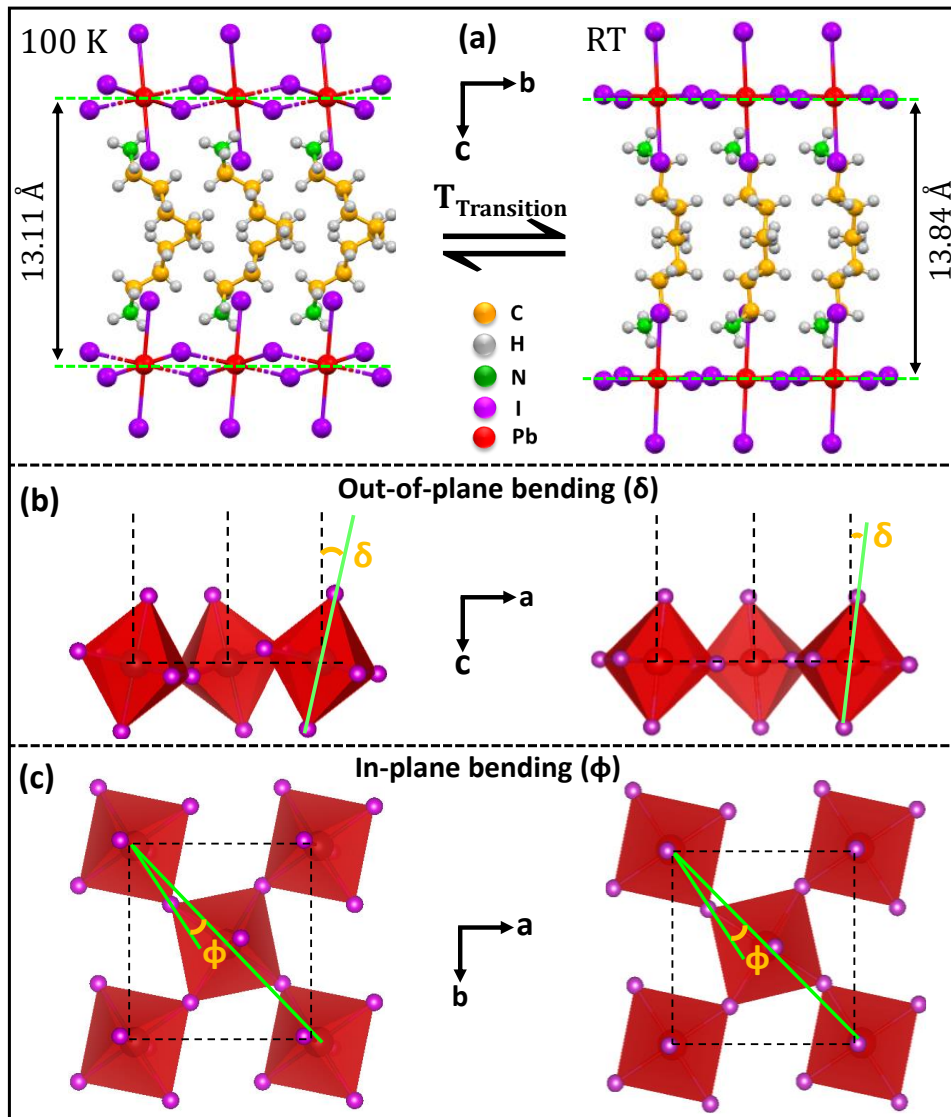 100 K
(a)
RT
b
c
13.11 Å
T Transition
13.84 Å
C
H
N
I
Pb
(b)
Out-of-plane bending (δ)
δ
δ
a
c
(c)
In-plane bending (ϕ)
a
b
ϕ
ϕ